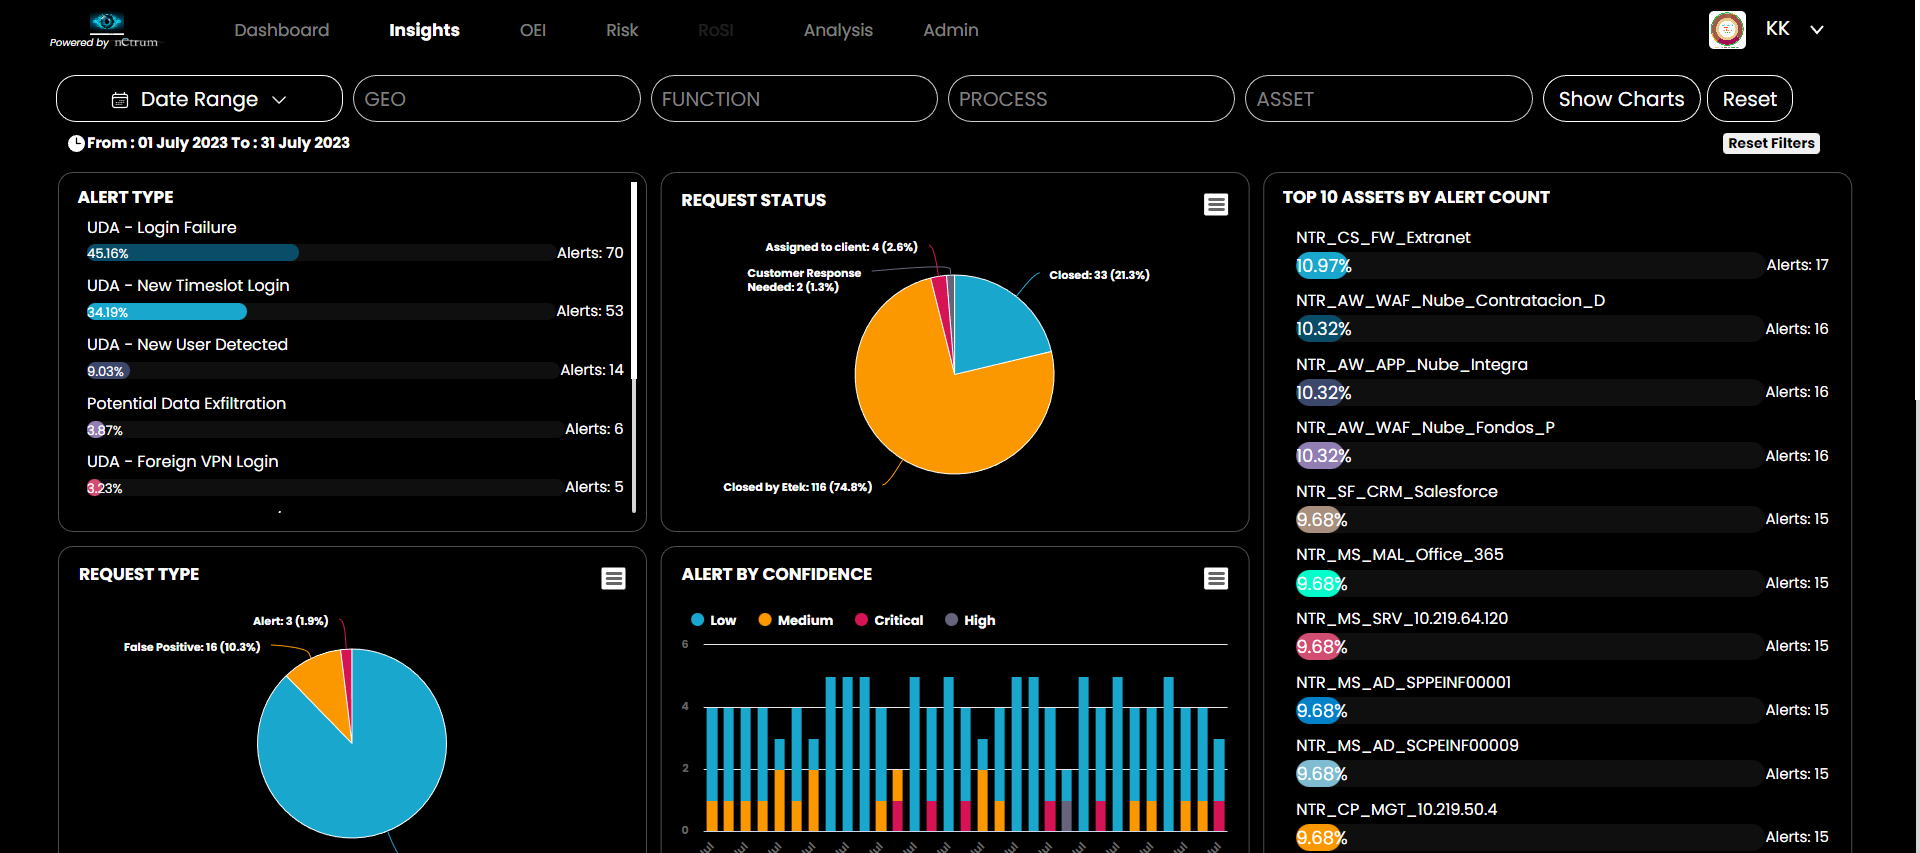 Powered by nCtrum
Dashboard
Insights
OEI
Risk
RoSI
Analysis
Admin
KK
Date Range
GEO
FUNCTION
PROCESS
ASSET
Show Charts
Reset
From : 01 July 2023 To : 31 July 2023
Reset Filters
ALERT TYPE
UDA - Login Failure
45.16%
Alerts: 70
UDA - New Timeslot Login
34.19%
Alerts: 53
UDA - New User Detected
9.03%
Alerts: 14
Potential Data Exfiltration
3.87%
Alerts: 6
UDA - Foreign VPN Login
3.23%
Alerts: 5
REQUEST STATUS
Assigned to client: 4 (2.6%)
Customer Response
Needed: 2 (1.3%)
Closed: 33 (21.3%)
Closed by Etek: 116 (74.8%)
TOP 10 ASSETS BY ALERT COUNT
NTR_CS_FW_Extranet
10.97%
Alerts: 17
NTR_AW_WAF_Nube_Contratacion_D
10.32%
Alerts: 16
NTR_AW_APP_Nube_Integra
10.32%
Alerts: 16
NTR_AW_WAF_Nube_Fondos_P
10.32%
Alerts: 16
NTR_SF_CRM_Salesforce
9.68%
Alerts: 15
NTR_MS_MAL_Office_365
9.68%
Alerts: 15
NTR_MS_SRV_10.219.64.120
9.68%
Alerts: 15
NTR_MS_AD_SPPEINF00001
9.68%
Alerts: 15
NTR_MS_AD_SCPEINF00009
9.68%
Alerts: 15
NTR_CP_MGT_10.219.50.4
9.68%
Alerts: 15
REQUEST TYPE
Alert: 3 (1.9%)
False Positive: 16 (10.3%)
ALERT BY CONFIDENCE
Low
Medium
Critical
High
6
4
2
0